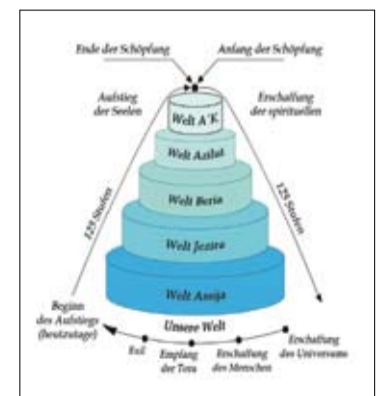 Ende der Schöpfung
Anfang der Schöpfung
Aufstieg
der Seelen
Erschaffung
der spirituellen
Welt A´K
Welt Azilut
Welt Beria
Welt Jezira
Welt Assija
125 Stufen
125 Stufen
Unsere Welt
Beginn
des Aufstiegs
(heutzutage)
Exil
Empfang
der Tora
Erschaffung
des Menschen
Erschaffung
des Universums